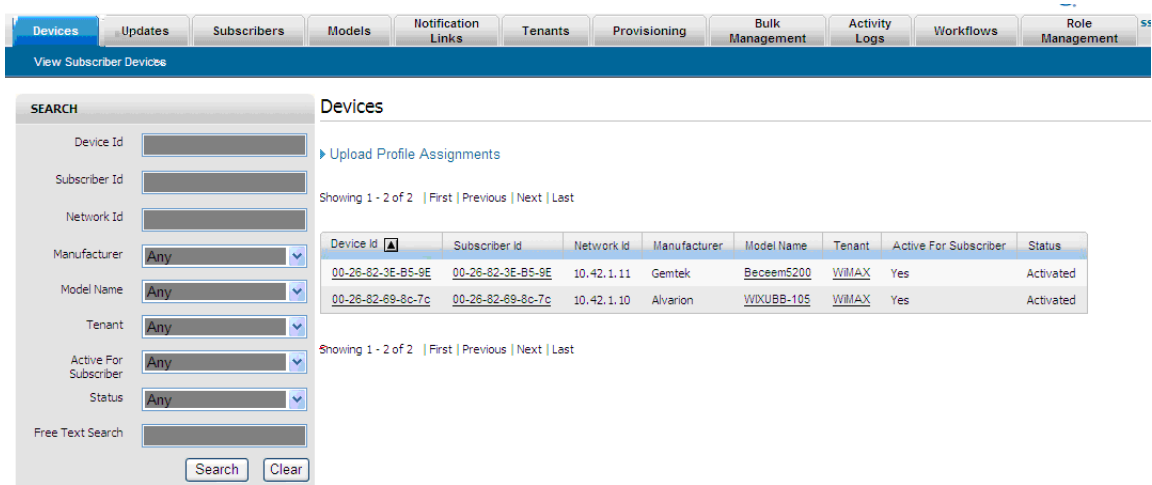 Devices Updates Subscribers Models Notification Links Tenants Provisioning Bulk Management Activity Logs Workflows Role Management
View Subscriber Devices
SEARCH
Device Id
Subscriber Id
Network Id
Manufacturer Any
Model Name Any
Tenant Any
Active For Subscriber Any
Status Any
Free Text Search
Search Clear
Devices
Upload Profile Assignments
Showing 1 - 2 of 2 | First | Previous | Next | Last
Device Id Subscriber Id Network Id Manufacturer Model Name Tenant Active For Subscriber Status
00-26-82-3E-B5-9E 00-26-82-3E-B5-9E 10.42.1.11 Gemtek Beceem5200 WiMAX Yes Activated
00-26-82-69-8c-7c 00-26-82-69-8c-7c 10.42.1.10 Alvarion WIXUBB-105 WiMAX Yes Activated
Showing 1 - 2 of 2 | First | Previous | Next | Last